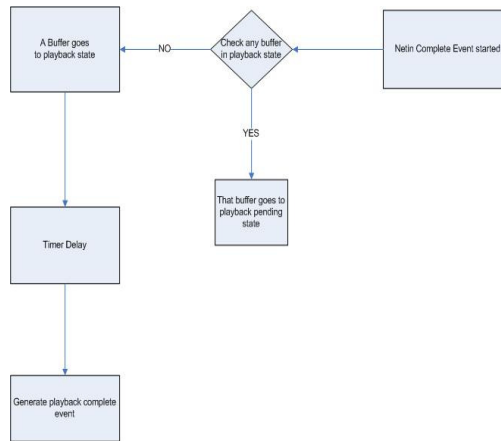 A Buffer goes
to playback state
NO
Check any buffer
in playback state
Netin Complete Event started
YES
That buffer goes to
playback pending
state
Timer Delay
Generate playback complete
event